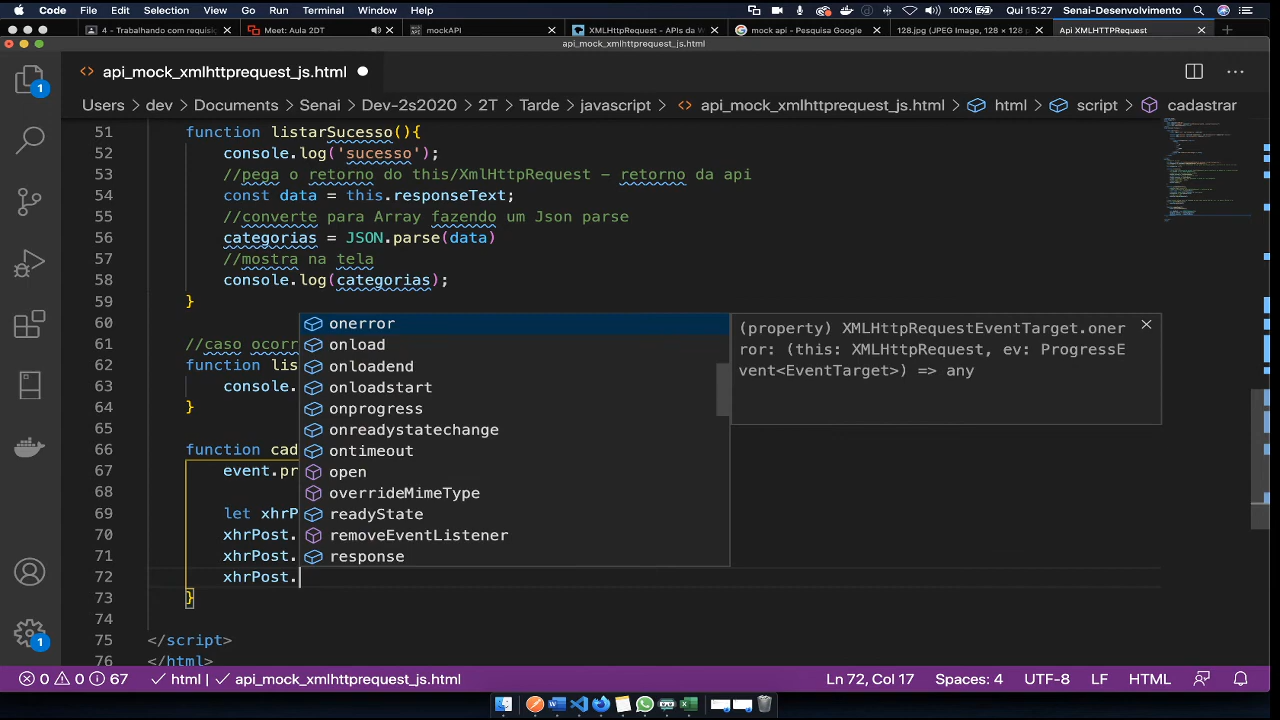 Code File Edit Selection View Go Run Terminal Window Help 100% Qui 15:27 Senai-Desenvolvimento
4 - Trabalhando com requisiç Meet: Aula 2DT mockAPI XMLHttpRequest - APIs da W mock api - Pesquisa Google 128.jpg (JPEG Image, 128 × 128 p Api XMLHTTPRequest
api_mock_xmlhttprequest_js.html
api_mock_xmlhttprequest_js.html
Users > dev > Documents > Senai > Dev-2s2020 > 2T > Tarde > javascript > api_mock_xmlhttprequest_js.html > html > script > cadastrar
51 function listarSucesso(){
52 console.log('sucesso');
53 //pega o retorno do this/XmlHttpRequest - retorno da api
54 const data = this.responseText;
55 //converte para Array fazendo um Json parse
56 categorias = JSON.parse(data)
57 //mostra na tela
58 console.log(categorias);
59 }
60
61 //caso ocorr
62 function lis
63 console.
64 }
65
66 function cad
67 event.pr
68
69 let xhrP
70 xhrPost.
71 xhrPost.
72 xhrPost.
73 }
74
75 </script>
76 </html>
onerror
onload
onloadend
onloadstart
onprogress
onreadystatechange
ontimeout
open
overrideMimeType
readyState
removeEventListener
response
(property) XMLHttpRequestEventTarget.oner
ror: (this: XMLHttpRequest, ev: ProgressE
vent<EventTarget>) => any
1
1
0 0 67 html | api_mock_xmlhttprequest_js.html Ln 72, Col 17 Spaces: 4 UTF-8 LF HTML